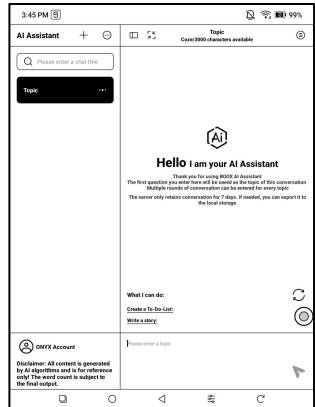 3:45 PM
99%
AI Assistant
Topic
Coze/3000 characters available
Please enter a chat title
Topic
Ai
Hello I am your AI Assistant
Thank you for using BOOX AI Assistant
The first question you enter here will be saved as the topic of this conversation
Multiple rounds of conversation can be entered for every topic
The server only retains conversation for 7 days. If needed, you can export it to
the local storage
What I can do:
Create a To-Do-List:
Write a story:
ONYX Account
Please enter a topic
Disclaimer: All content is generated
by AI algorithms and is for reference
only! The word count is subject to
the final output.